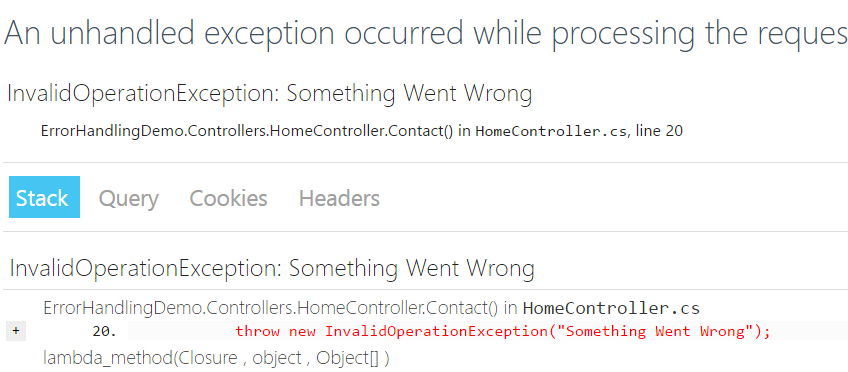 An unhandled exception occurred while processing the reques
InvalidOperationException: Something Went Wrong
ErrorHandlingDemo.Controllers.HomeController.Contact() in HomeController.cs, line 20
Stack Query Cookies Headers
InvalidOperationException: Something Went Wrong
ErrorHandlingDemo.Controllers.HomeController.Contact() in HomeController.cs
+ 20. throw new InvalidOperationException("Something Went Wrong");
lambda_method(Closure , object , Object[] )